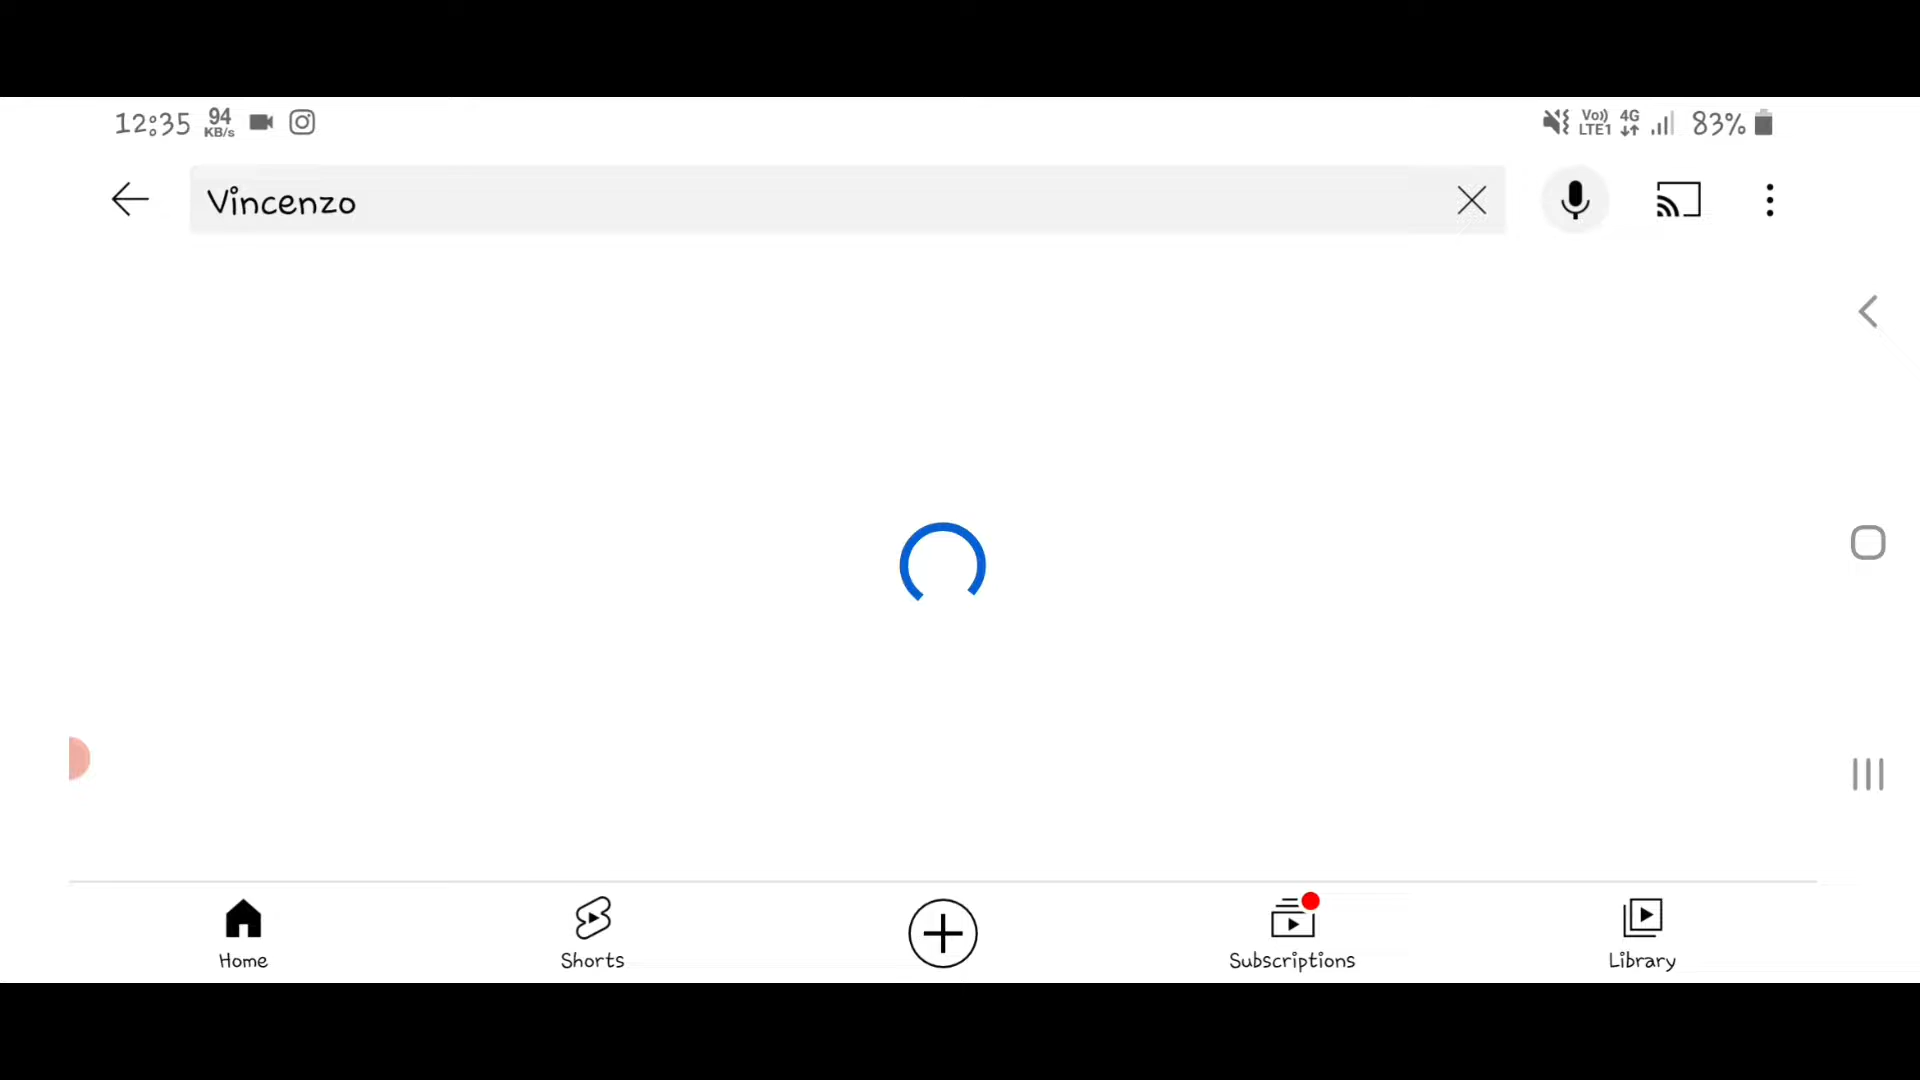 12:35 94 KB/s Vo)) LTE1 4G 83%
Vincenzo
Home Shorts Subscriptions Library